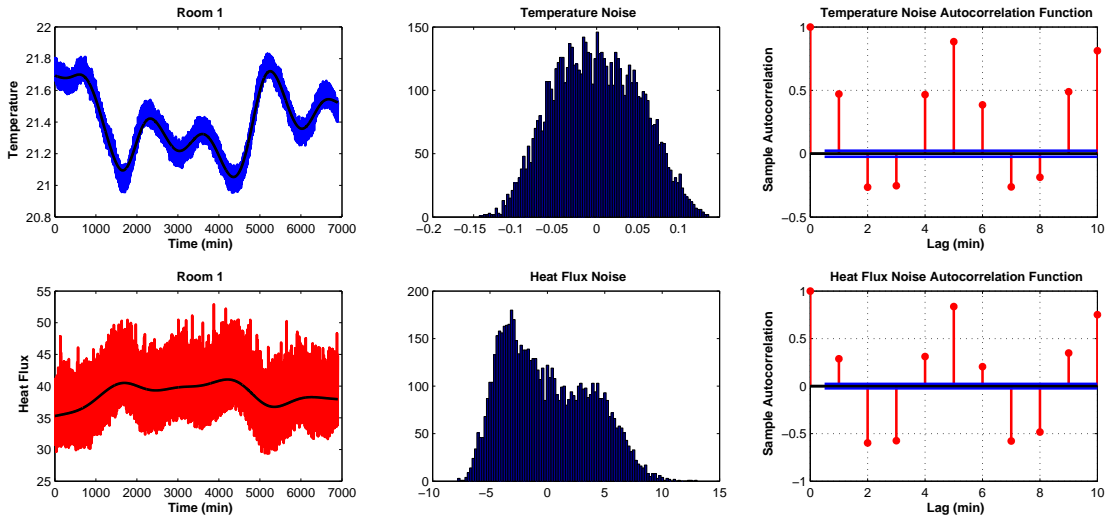 Room 1
Temperature
22
21.8
21.6
21.4
21.2
21
20.8
0 1000 2000 3000 4000 5000 6000 7000
Time (min)
Temperature Noise
150
100
50
0
−0.2 −0.15 −0.1 −0.05 0 0.05 0.1
Temperature Noise Autocorrelation Function
Sample Autocorrelation
1
0.5
0
−0.5
0 2 4 6 8 10
Lag (min)
Room 1
Heat Flux
55
50
45
40
35
30
25
0 1000 2000 3000 4000 5000 6000 7000
Time (min)
Heat Flux Noise
200
150
100
50
0
−10 −5 0 5 10 15
Heat Flux Noise Autocorrelation Function
Sample Autocorrelation
1
0.5
0
−0.5
−1
0 2 4 6 8 10
Lag (min)